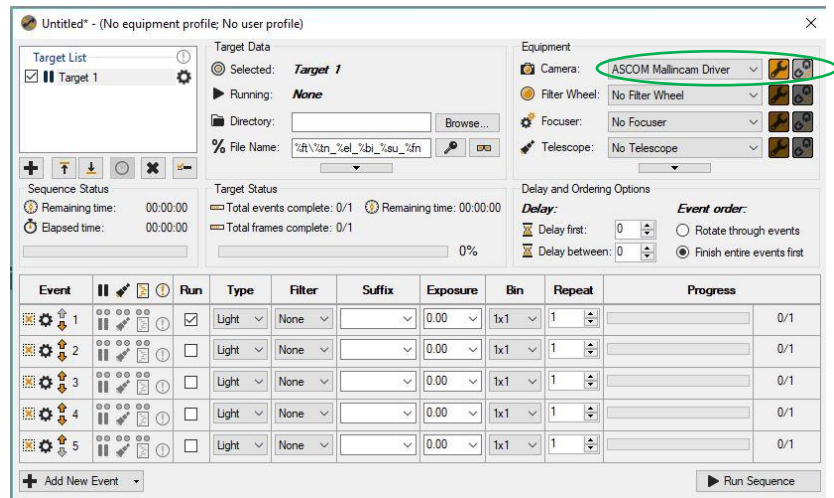 Untitled* - (No equipment profile; No user profile)
Target List
Target 1
Target Data
Selected: Target 1
Running: None
Directory: Browse...
File Name: %ft\%tn_%el_%bi_%su_%fn
Equipment
Camera: ASCOM Mallincam Driver
Filter Wheel: No Filter Wheel
Focuser: No Focuser
Telescope: No Telescope
Sequence Status
Remaining time: 00:00:00
Elapsed time: 00:00:00
Target Status
Total events complete: 0/1 Remaining time: 00:00:00
Total frames complete: 0/1
0%
Delay and Ordering Options
Delay: Event order:
Delay first: 0 Rotate through events
Delay between: 0 Finish entire events first
Event Run Type Filter Suffix Exposure Bin Repeat Progress
1 Light None 0.00 1x1 1 0/1
2 Light None 0.00 1x1 1 0/1
3 Light None 0.00 1x1 1 0/1
4 Light None 0.00 1x1 1 0/1
5 Light None 0.00 1x1 1 0/1
Add New Event Run Sequence